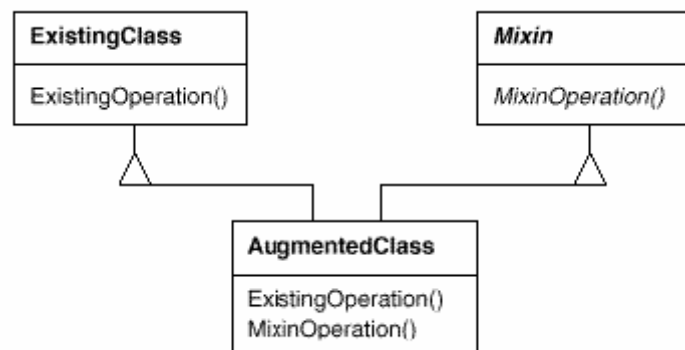 ExistingClass
ExistingOperation()
Mixin
MixinOperation()
AugmentedClass
ExistingOperation()
MixinOperation()